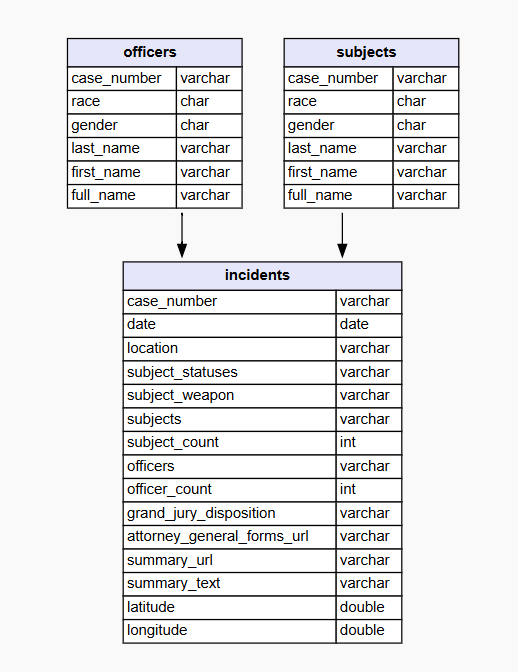 officers
case_number varchar
race char
gender char
last_name varchar
first_name varchar
full_name varchar
subjects
case_number varchar
race char
gender char
last_name varchar
first_name varchar
full_name varchar
incidents
case_number varchar
date date
location varchar
subject_statuses varchar
subject_weapon varchar
subjects varchar
subject_count int
officers varchar
officer_count int
grand_jury_disposition varchar
attorney_general_forms_url varchar
summary_url varchar
summary_text varchar
latitude double
longitude double